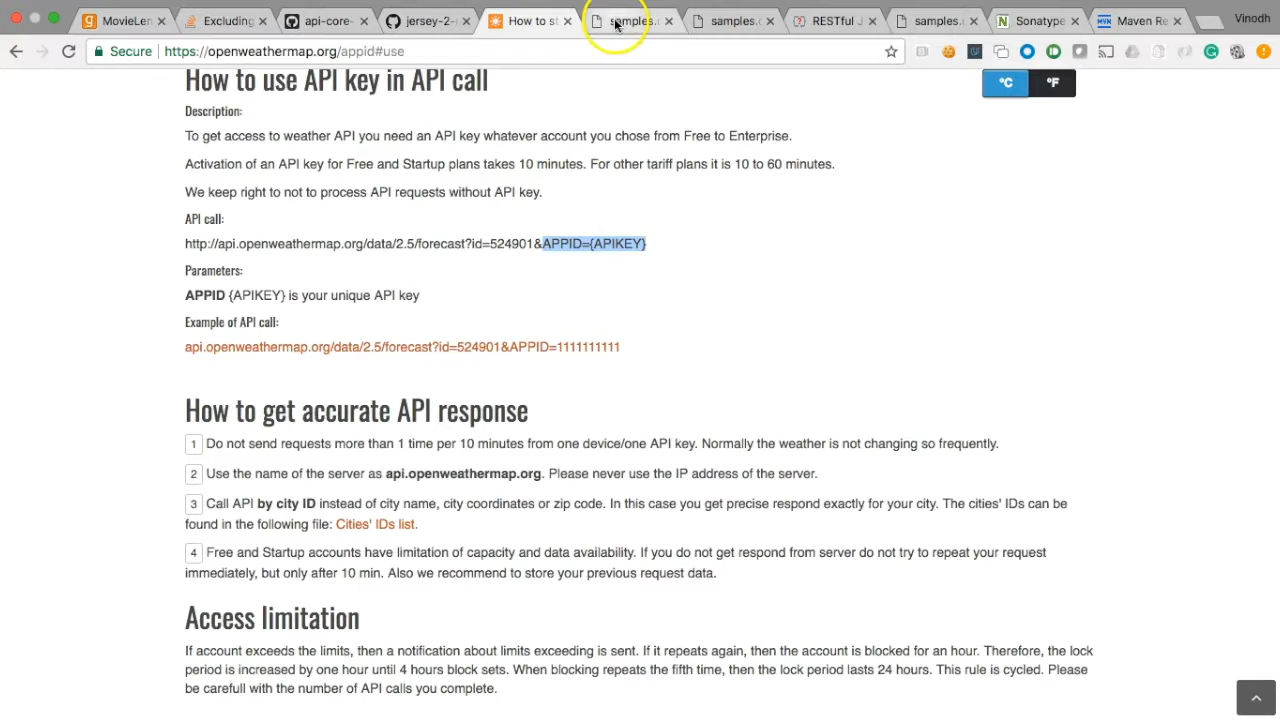 MovieLen
Excluding
api-core-
jersey-2-
How to st
samples.
samples.c
RESTful J
samples.c
Sonatype
Maven Re
Vinodh
Secure https://openweathermap.org/appid#use
How to use API key in API call
°C °F
Description:
To get access to weather API you need an API key whatever account you chose from Free to Enterprise.
Activation of an API key for Free and Startup plans takes 10 minutes. For other tariff plans it is 10 to 60 minutes.
We keep right to not to process API requests without API key.
API call:
http://api.openweathermap.org/data/2.5/forecast?id=524901&APPID={APIKEY}
Parameters:
APPID {APIKEY} is your unique API key
Example of API call:
api.openweathermap.org/data/2.5/forecast?id=524901&APPID=1111111111
How to get accurate API response
1 Do not send requests more than 1 time per 10 minutes from one device/one API key. Normally the weather is not changing so frequently.
2 Use the name of the server as api.openweathermap.org. Please never use the IP address of the server.
3 Call API by city ID instead of city name, city coordinates or zip code. In this case you get precise respond exactly for your city. The cities' IDs can be
found in the following file: Cities' IDs list.
4 Free and Startup accounts have limitation of capacity and data availability. If you do not get respond from server do not try to repeat your request
immediately, but only after 10 min. Also we recommend to store your previous request data.
Access limitation
If account exceeds the limits, then a notification about limits exceeding is sent. If it repeats again, then the account is blocked for an hour. Therefore, the lock
period is increased by one hour until 4 hours block sets. When blocking repeats the fifth time, then the lock period lasts 24 hours. This rule is cycled. Please
be carefull with the number of API calls you complete.